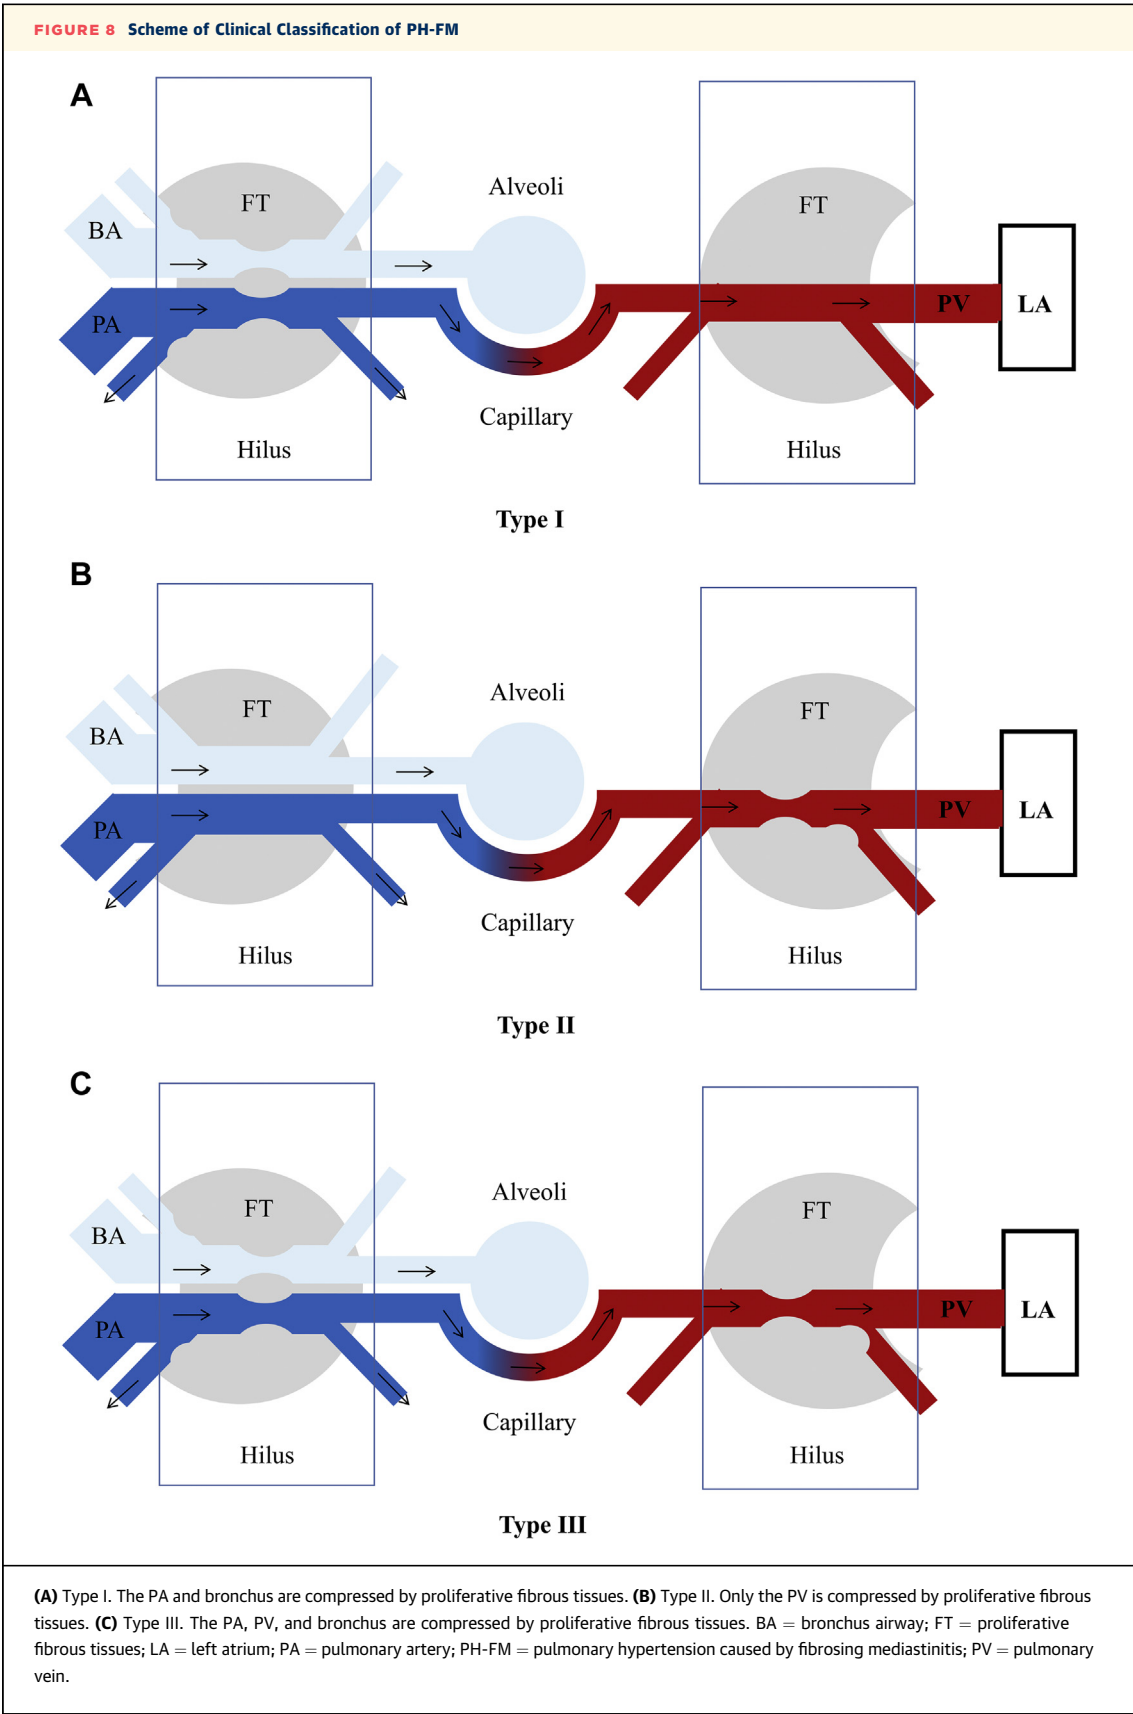 FIGURE 8 Scheme of Clinical Classification of PH-FM
A
FT
Alveoli
FT
BA
PA
PV
LA
Capillary
Hilus
Hilus
Type I
B
FT
Alveoli
FT
BA
PA
PV
LA
Capillary
Hilus
Hilus
Type II
C
FT
Alveoli
FT
BA
PA
PV
LA
Capillary
Hilus
Hilus
Type III
(A) Type I. The PA and bronchus are compressed by proliferative fibrous tissues. (B) Type II. Only the PV is compressed by proliferative fibrous
tissues. (C) Type III. The PA, PV, and bronchus are compressed by proliferative fibrous tissues. BA = bronchus airway; FT = proliferative
fibrous tissues; LA = left atrium; PA = pulmonary artery; PH-FM = pulmonary hypertension caused by fibrosing mediastinitis; PV = pulmonary
vein.